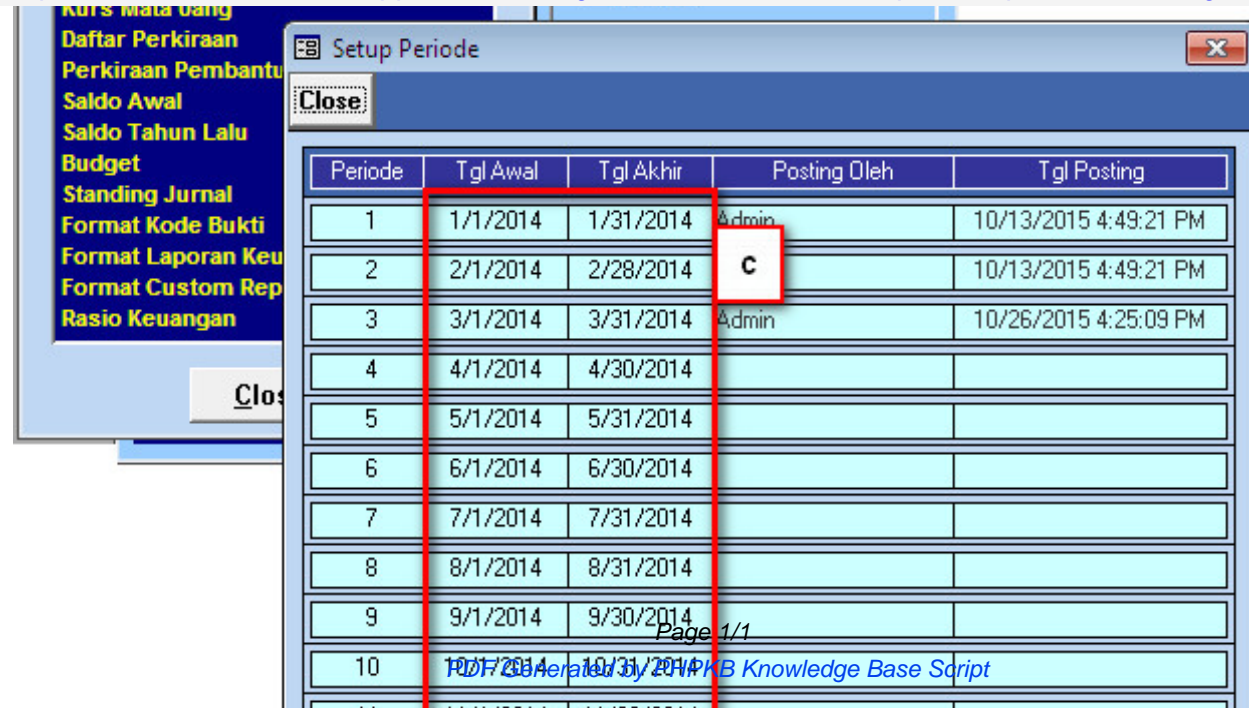 Kurs Mata Uang
Daftar Perkiraan
Perkiraan Pembantu
Saldo Awal
Saldo Tahun Lalu
Budget
Standing Jurnal
Format Kode Bukti
Format Laporan Keu
Format Custom Rep
Rasio Keuangan
Clos
Setup Periode
Close
Periode Tgl Awal Tgl Akhir Posting Oleh Tgl Posting
1 1/1/2014 1/31/2014 Admin 10/13/2015 4:49:21 PM
C
2 2/1/2014 2/28/2014 10/13/2015 4:49:21 PM
3 3/1/2014 3/31/2014 Admin 10/26/2015 4:25:09 PM
4 4/1/2014 4/30/2014
5 5/1/2014 5/31/2014
6 6/1/2014 6/30/2014
7 7/1/2014 7/31/2014
8 8/1/2014 8/31/2014
9 9/1/2014 9/30/2014
Page 1/1
10 10/1/2014 10/31/2014
PDF Generated by PHPKB Knowledge Base Script